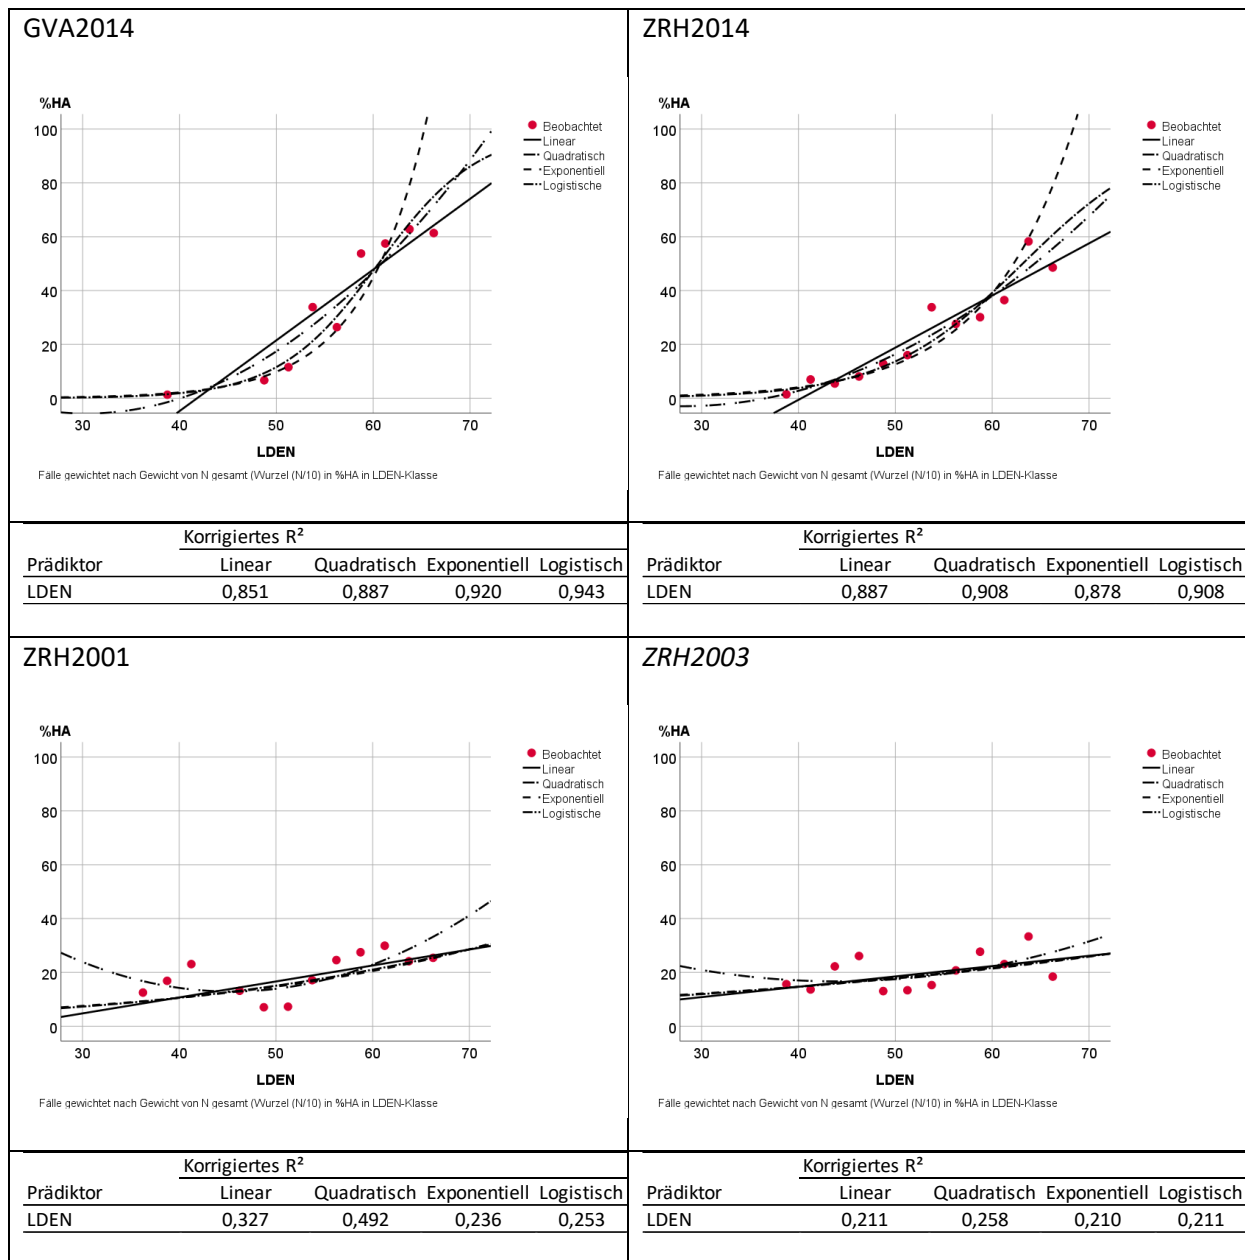 GVA2014
%HA
100
80
60
40
20
0
30 40 50 60 70
LDEN
Beobachtet
Linear
Quadratisch
Exponentiell
Logistische
Fälle gewichtet nach Gewicht von N gesamt (Wurzel (N/10) in %HA in LDEN-Klasse
Korrigiertes R²
Prädiktor Linear Quadratisch Exponentiell Logistisch
LDEN 0,851 0,887 0,920 0,943
ZRH2014
%HA
100
80
60
40
20
0
30 40 50 60 70
LDEN
Beobachtet
Linear
Quadratisch
Exponentiell
Logistische
Fälle gewichtet nach Gewicht von N gesamt (Wurzel (N/10) in %HA in LDEN-Klasse
Korrigiertes R²
Prädiktor Linear Quadratisch Exponentiell Logistisch
LDEN 0,887 0,908 0,878 0,908
ZRH2001
%HA
100
80
60
40
20
0
30 40 50 60 70
LDEN
Beobachtet
Linear
Quadratisch
Exponentiell
Logistische
Fälle gewichtet nach Gewicht von N gesamt (Wurzel (N/10) in %HA in LDEN-Klasse
Korrigiertes R²
Prädiktor Linear Quadratisch Exponentiell Logistisch
LDEN 0,327 0,492 0,236 0,253
ZRH2003
%HA
100
80
60
40
20
0
30 40 50 60 70
LDEN
Beobachtet
Linear
Quadratisch
Exponentiell
Logistische
Fälle gewichtet nach Gewicht von N gesamt (Wurzel (N/10) in %HA in LDEN-Klasse
Korrigiertes R²
Prädiktor Linear Quadratisch Exponentiell Logistisch
LDEN 0,211 0,258 0,210 0,211